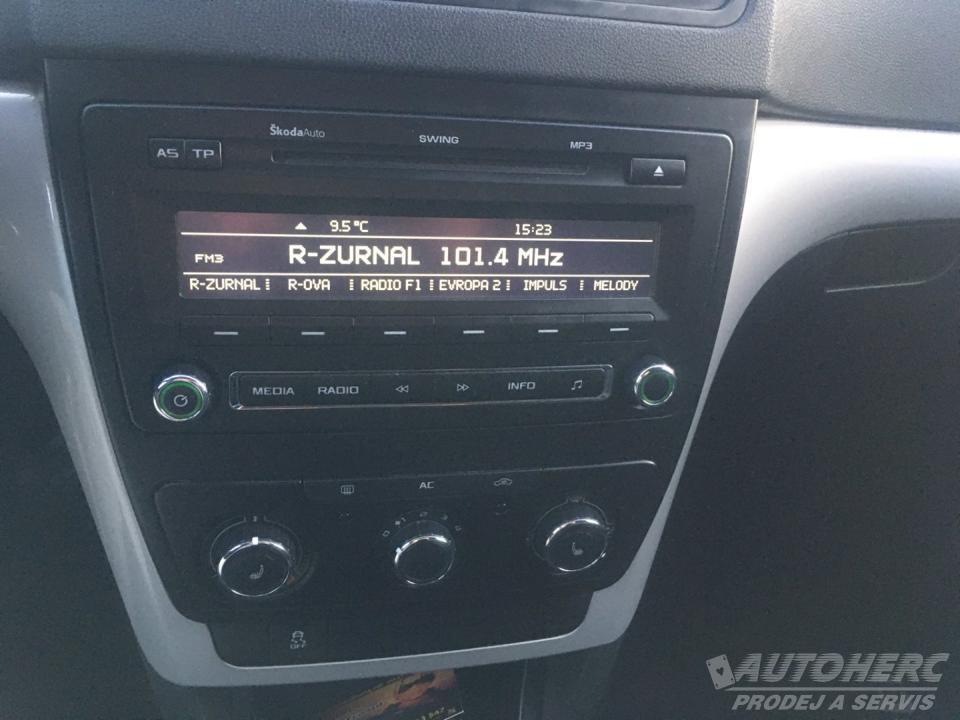 ŠkodaAuto SWING MP3
AS TP
9.5°C 15:23
FM3 R-ZURNAL 101.4 MHz
R-ZURNAL R-OVA RADIO F1 EVROPA 2 IMPULS MELODY
MEDIA RADIO INFO
AC
OFF
AUTOHERC
PRODEJ A SERVIS